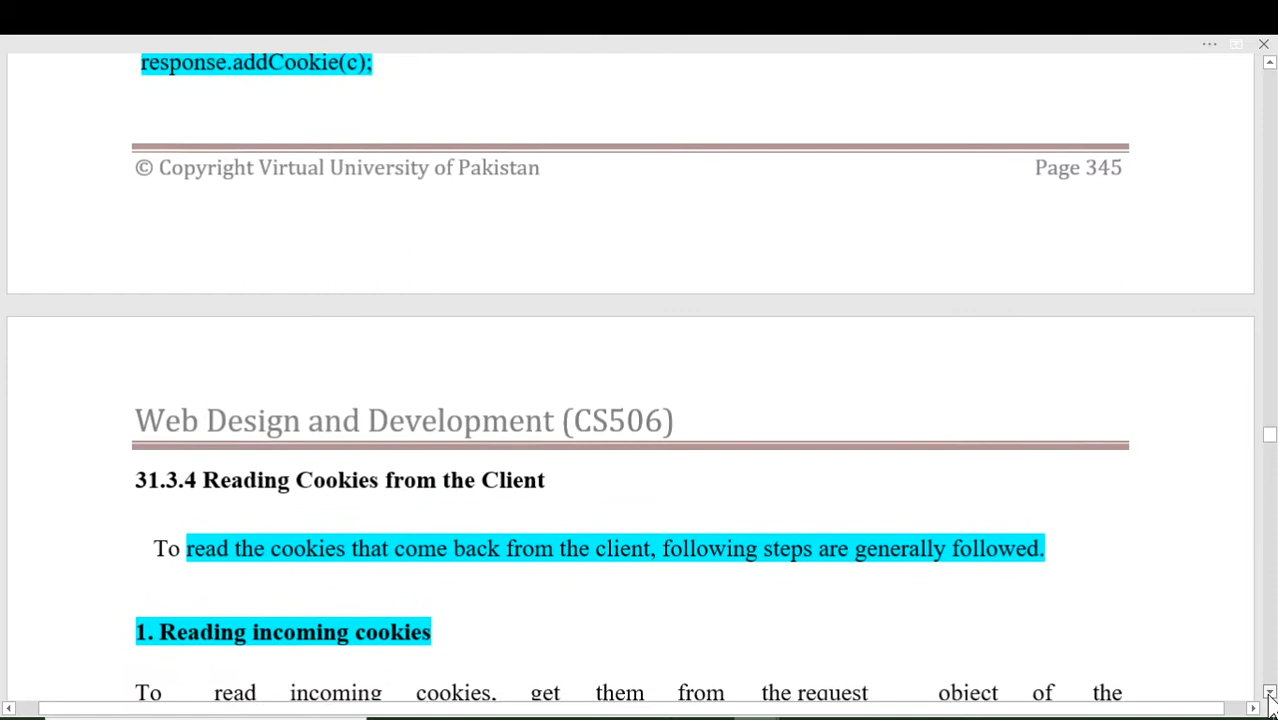 response.addCookie(c);
© Copyright Virtual University of Pakistan Page 345
Web Design and Development (CS506)
31.3.4 Reading Cookies from the Client
To read the cookies that come back from the client, following steps are generally followed.
1. Reading incoming cookies
To read incoming cookies, get them from the request object of the